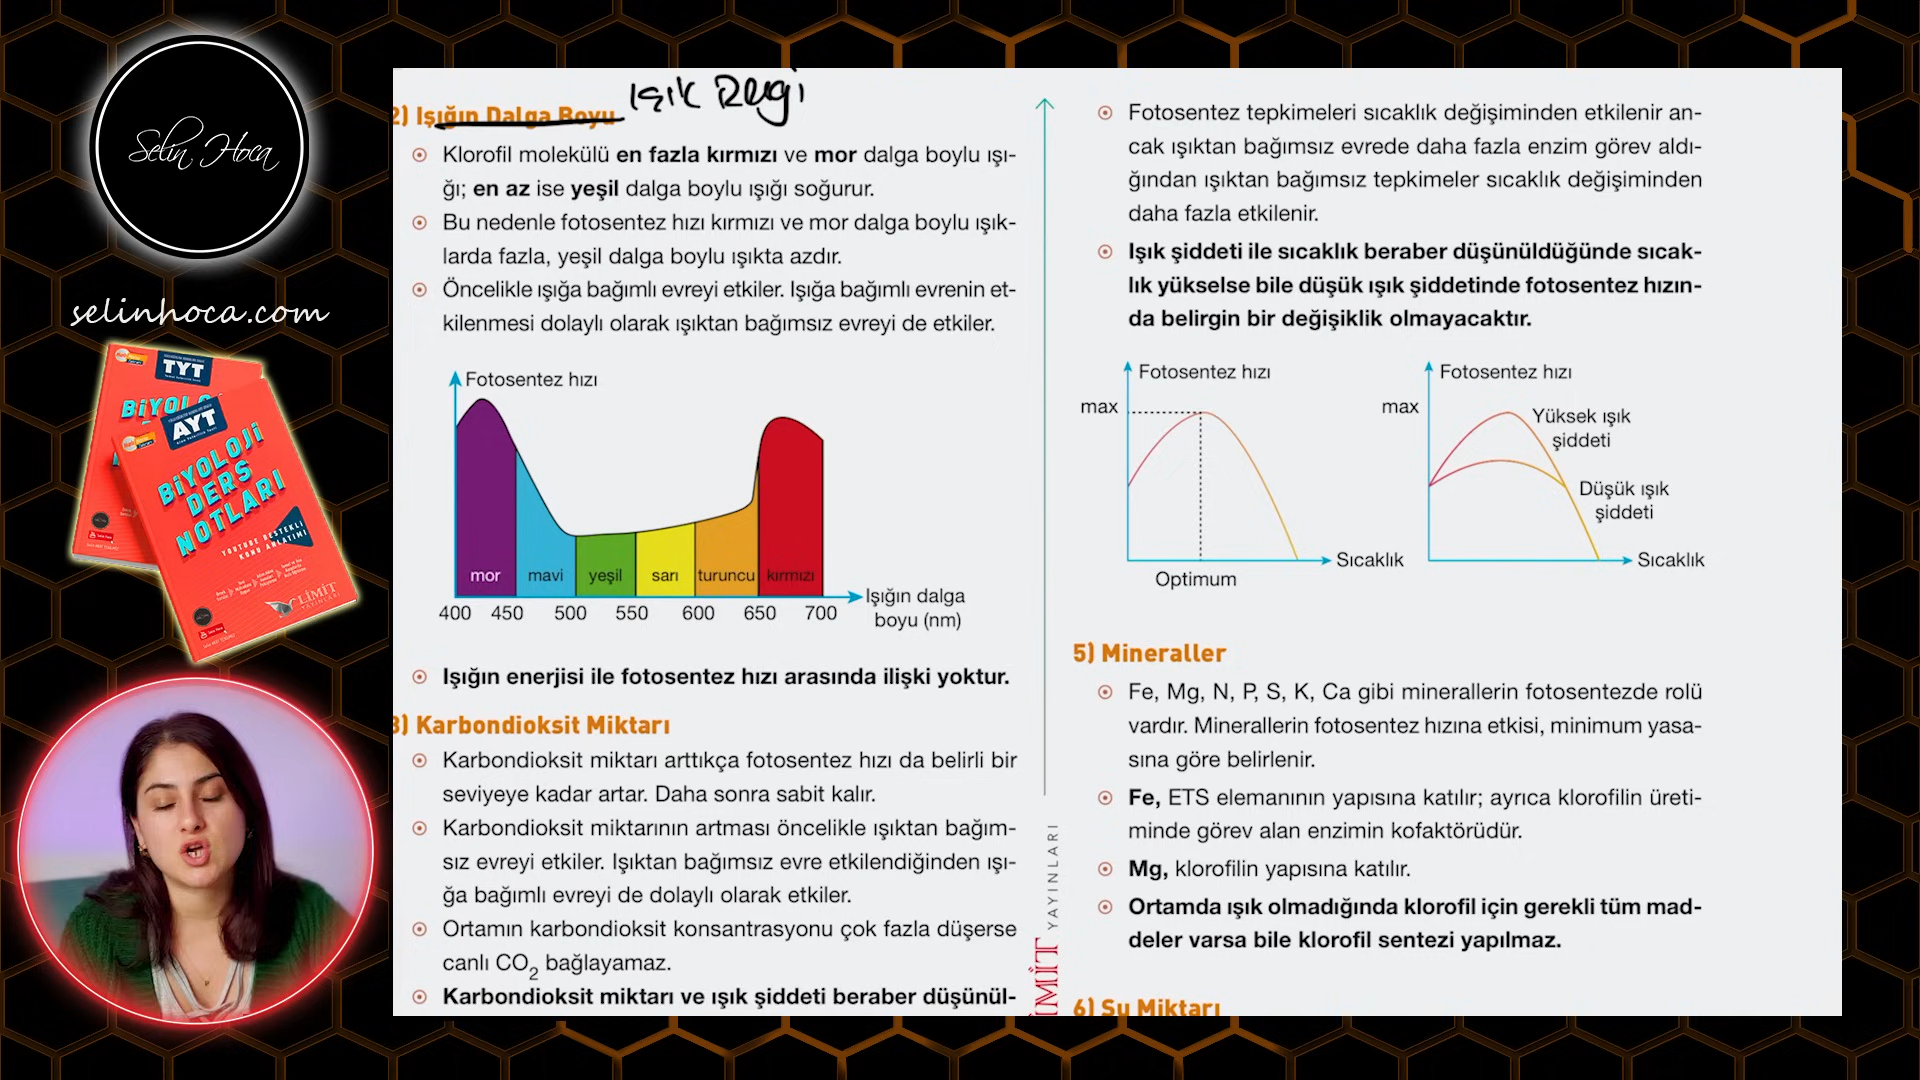 Selin Hoca
selinhoca.com
TYT
BİYOLO
AYT
BİYOLOJİ
DERS
NOTLARI
YOUTUBE DESTEKLİ
KONU ANLATIMI
LİMİT
YAYINLARI
Işık Rengi
2) Işığın Dalga Boyu
Klorofil molekülü en fazla kırmızı ve mor dalga boylu ışı-
ğı; en az ise yeşil dalga boylu ışığı soğurur.
Bu nedenle fotosentez hızı kırmızı ve mor dalga boylu ışık-
larda fazla, yeşil dalga boylu ışıkta azdır.
Öncelikle ışığa bağımlı evreyi etkiler. Işığa bağımlı evrenin et-
kilenmesi dolaylı olarak ışıktan bağımsız evreyi de etkiler.
Fotosentez hızı
mor mavi yeşil sarı turuncu kırmızı
400 450 500 550 600 650 700
Işığın dalga
boyu (nm)
Işığın enerjisi ile fotosentez hızı arasında ilişki yoktur.
3) Karbondioksit Miktarı
Karbondioksit miktarı arttıkça fotosentez hızı da belirli bir
seviyeye kadar artar. Daha sonra sabit kalır.
Karbondioksit miktarının artması öncelikle ışıktan bağım-
sız evreyi etkiler. Işıktan bağımsız evre etkilendiğinden ışı-
ğa bağımlı evreyi de dolaylı olarak etkiler.
Ortamın karbondioksit konsantrasyonu çok fazla düşerse
canlı CO₂ bağlayamaz.
Karbondioksit miktarı ve ışık şiddeti beraber düşünül-
İMİT YAYINLARI
Fotosentez tepkimeleri sıcaklık değişiminden etkilenir an-
cak ışıktan bağımsız evrede daha fazla enzim görev aldı-
ğından ışıktan bağımsız tepkimeler sıcaklık değişiminden
daha fazla etkilenir.
Işık şiddeti ile sıcaklık beraber düşünüldüğünde sıcak-
lık yükselse bile düşük ışık şiddetinde fotosentez hızın-
da belirgin bir değişiklik olmayacaktır.
Fotosentez hızı
max
Sıcaklık
Optimum
Fotosentez hızı
max
Yüksek ışık
şiddeti
Düşük ışık
şiddeti
Sıcaklık
5) Mineraller
Fe, Mg, N, P, S, K, Ca gibi minerallerin fotosentezde rolü
vardır. Minerallerin fotosentez hızına etkisi, minimum yasa-
sına göre belirlenir.
Fe, ETS elemanının yapısına katılır; ayrıca klorofilin üreti-
minde görev alan enzimin kofaktörüdür.
Mg, klorofilin yapısına katılır.
Ortamda ışık olmadığında klorofil için gerekli tüm mad-
deler varsa bile klorofil sentezi yapılmaz.
6) Su Miktarı